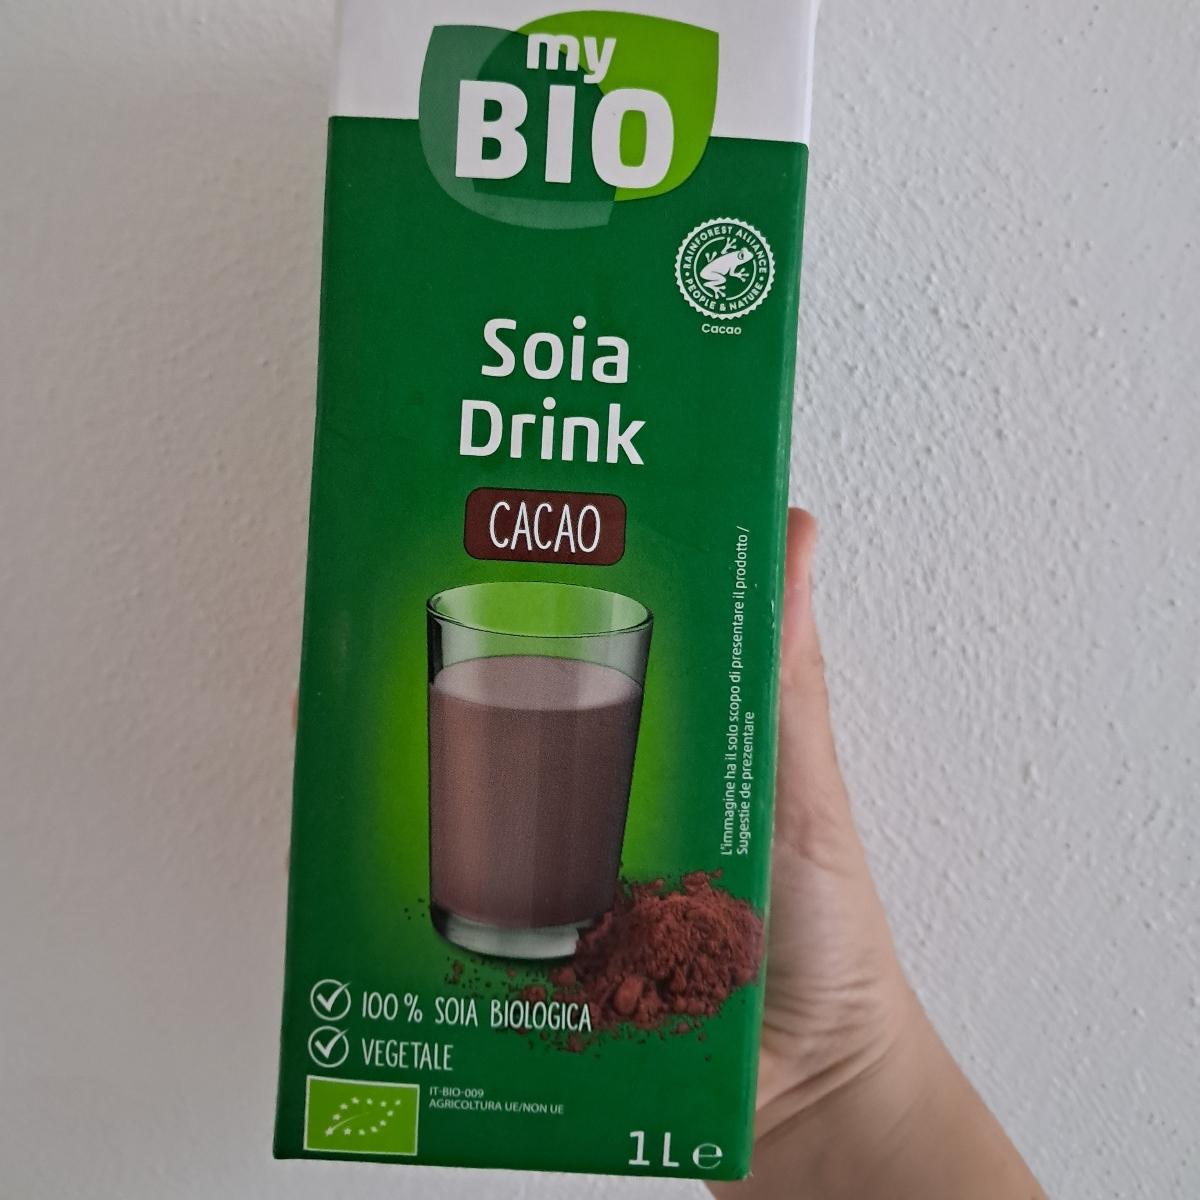 my
BIO
RAINFOREST ALLIANCE
PEOPLE & NATURE
Cacao
Soia
Drink
CACAO
L'immagine ha il solo scopo di presentare il prodotto /
Sugestie de prezentare
100% SOIA BIOLOGICA
VEGETALE
IT-BIO-009
AGRICOLTURA UE/NON UE
1 L ℮